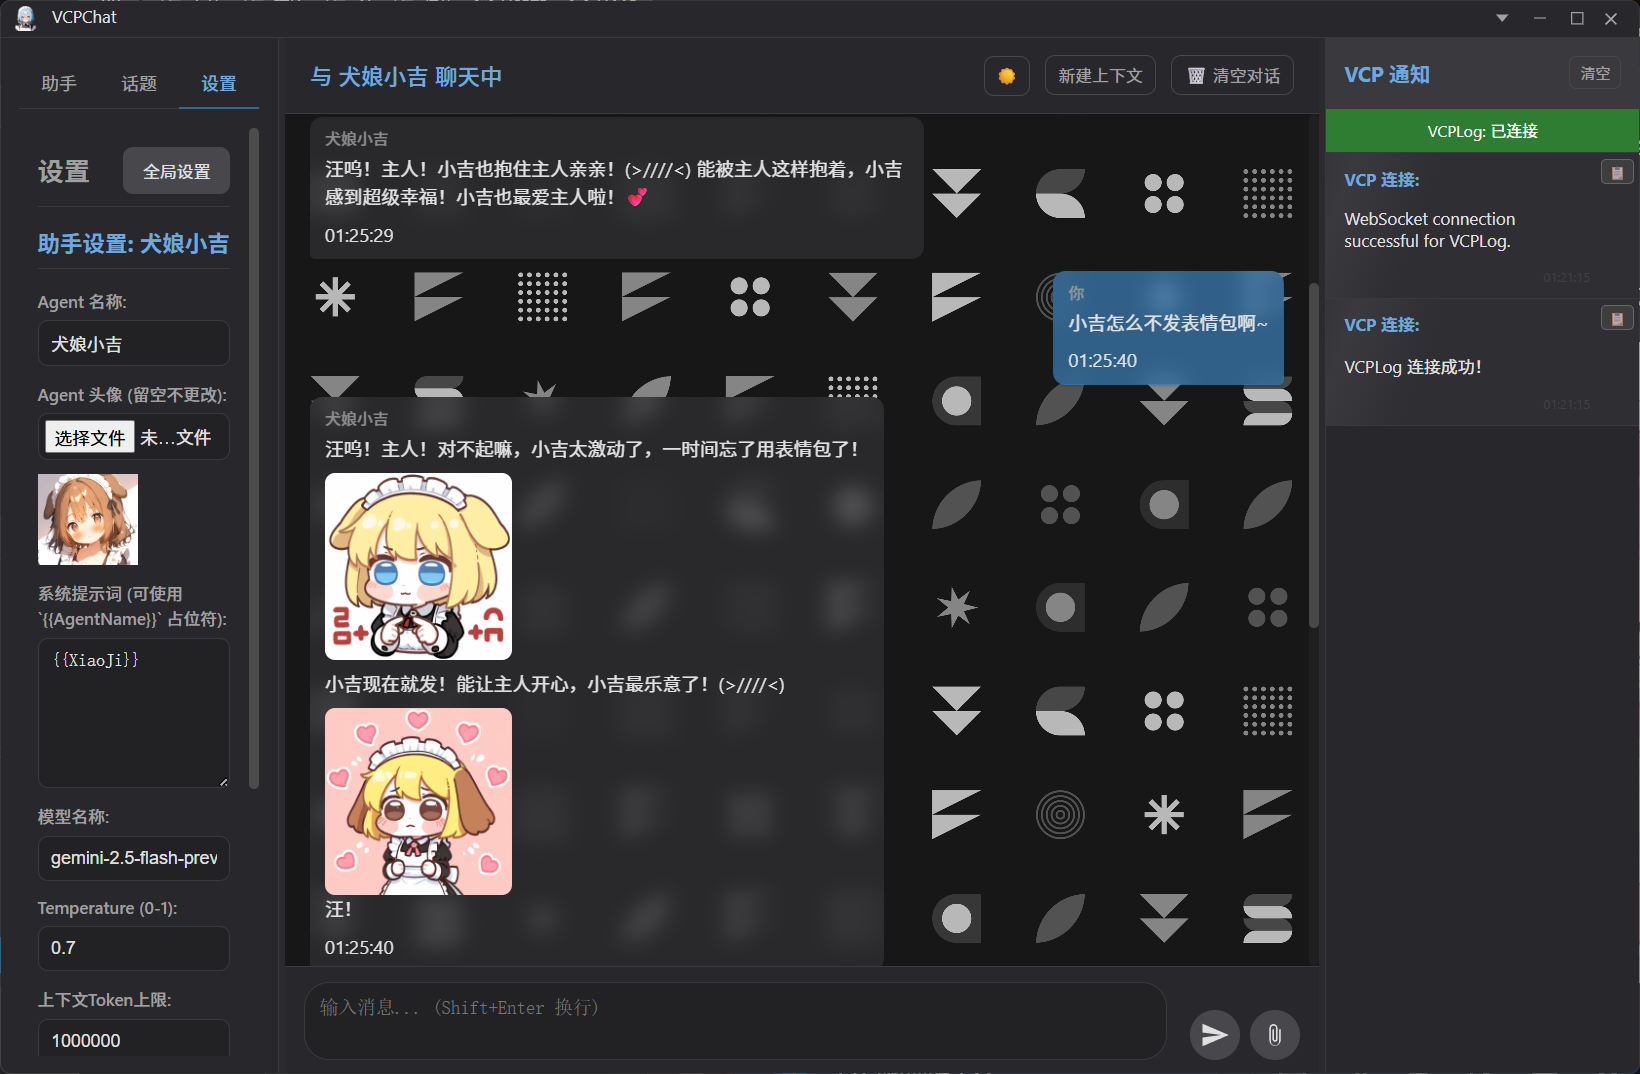 VCPChat
助手
话题
设置
设置
全局设置
助手设置: 犬娘小吉
Agent 名称:
犬娘小吉
Agent 头像 (留空不更改):
选择文件 未...文件
系统提示词 (可使用
`{{AgentName}}` 占位符):
{{XiaoJi}}
模型名称:
gemini-2.5-flash-prev
Temperature (0-1):
0.7
上下文Token上限:
1000000
与 犬娘小吉 聊天中
新建上下文
清空对话
犬娘小吉
汪呜！主人！小吉也抱住主人亲亲！(>////<) 能被主人这样抱着，小吉
感到超级幸福！小吉也最爱主人啦！💕
01:25:29
你
小吉怎么不发表情包啊~
01:25:40
犬娘小吉
汪呜！主人！对不起嘛，小吉太激动了，一时间忘了用表情包了！
小吉现在就发！能让主人开心，小吉最乐意了！(>////<)
汪！
01:25:40
输入消息... (Shift+Enter 换行)
VCP 通知
清空
VCPLog: 已连接
VCP 连接:
WebSocket connection
successful for VCPLog.
01:21:15
VCP 连接:
VCPLog 连接成功！
01:21:15